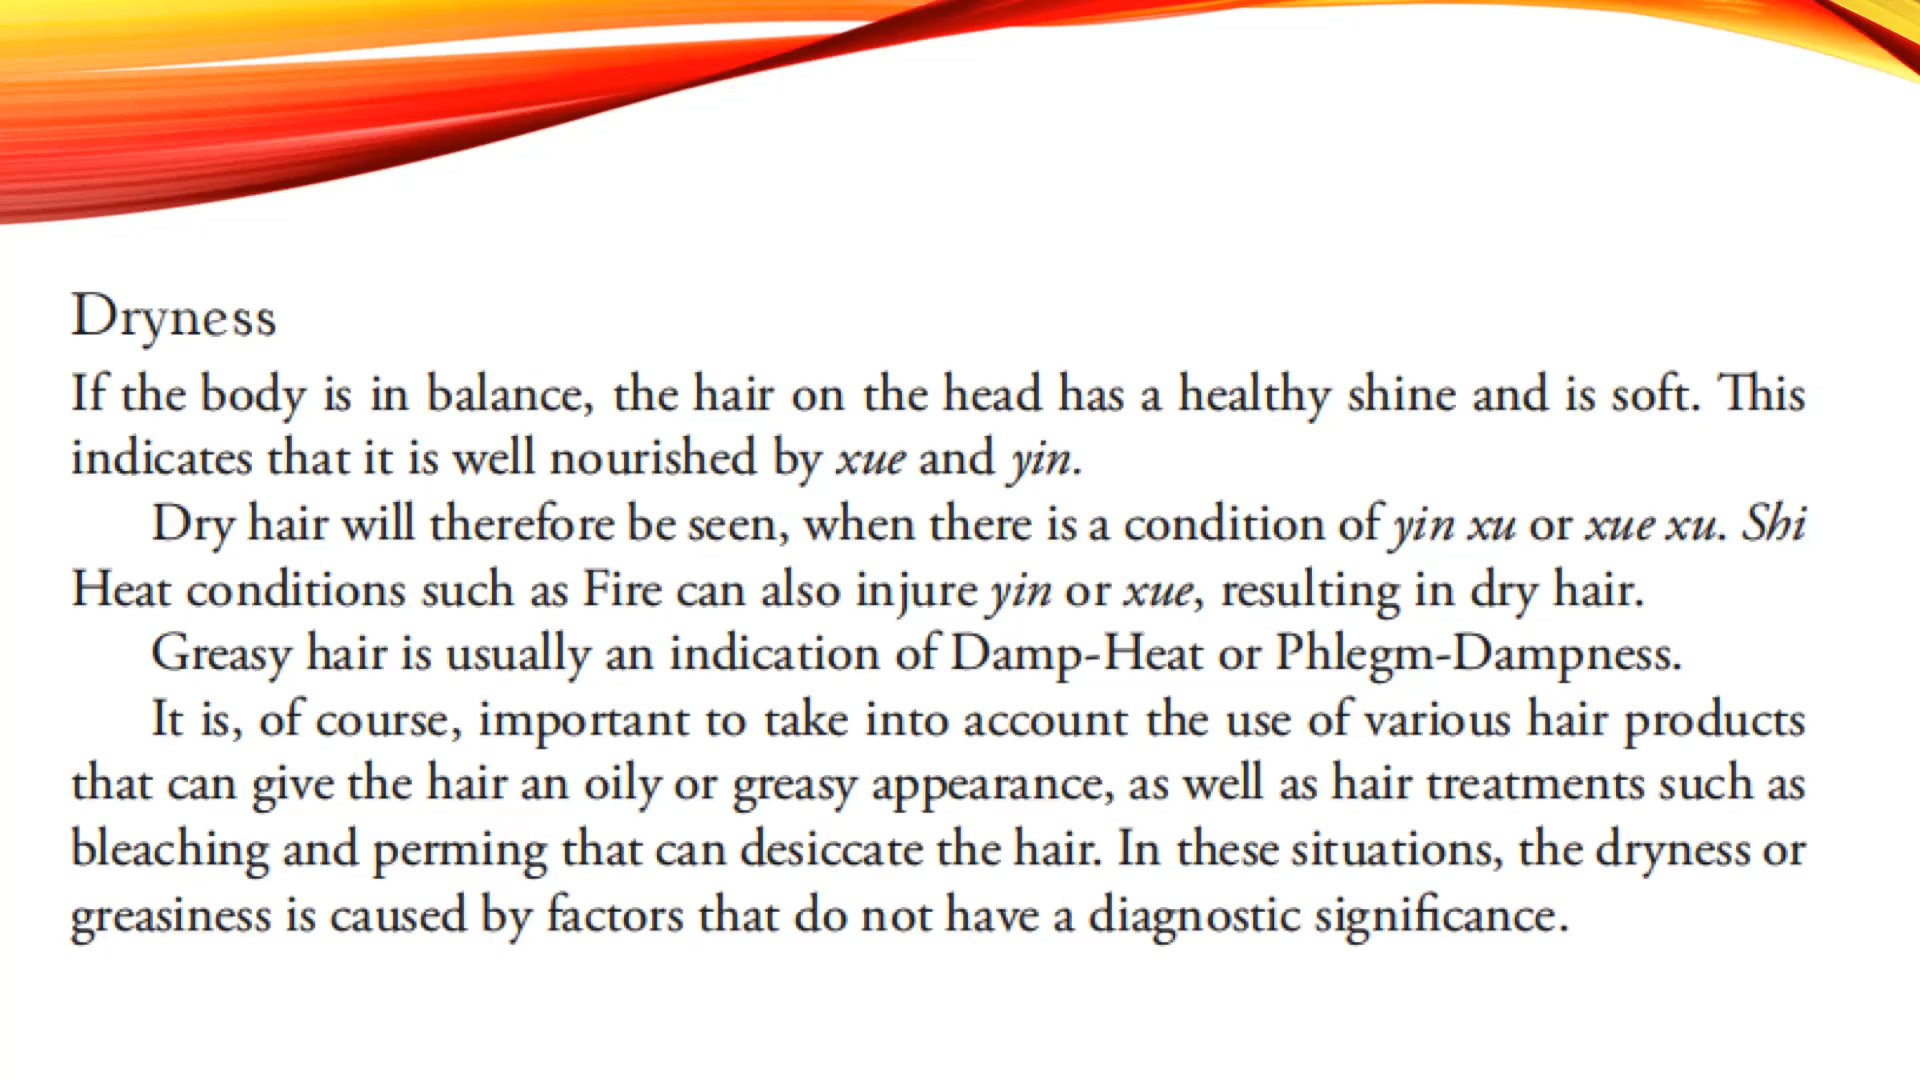 Dryness
If the body is in balance, the hair on the head has a healthy shine and is soft. This
indicates that it is well nourished by xue and yin.
Dry hair will therefore be seen, when there is a condition of yin xu or xue xu. Shi
Heat conditions such as Fire can also injure yin or xue, resulting in dry hair.
Greasy hair is usually an indication of Damp-Heat or Phlegm-Dampness.
It is, of course, important to take into account the use of various hair products
that can give the hair an oily or greasy appearance, as well as hair treatments such as
bleaching and perming that can desiccate the hair. In these situations, the dryness or
greasiness is caused by factors that do not have a diagnostic significance.